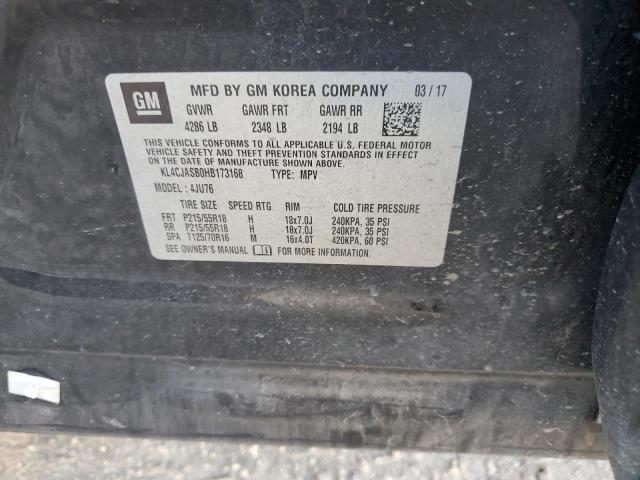 GM
MFD BY GM KOREA COMPANY 03 / 17
GVWR GAWR FRT GAWR RR
4286 LB 2348 LB 2194 LB
THIS VEHICLE CONFORMS TO ALL APPLICABLE U.S. FEDERAL MOTOR
VEHICLE SAFETY AND THEFT PREVENTION STANDARDS IN EFFECT
ON THE DATE OF MANUFACTURE SHOWN ABOVE.
KL4CJASB0HB173168 TYPE: MPV
MODEL : 4JU76
TIRE SIZE SPEED RTG RIM COLD TIRE PRESSURE
FRT P215/55R18 H 18x7.0J 240KPA, 35 PSI
RR P215/55R18 H 18x7.0J 240KPA, 35 PSI
SPA T125/70R16 M 16x4.0T 420KPA, 60 PSI
SEE OWNER'S MANUAL FOR MORE INFORMATION.